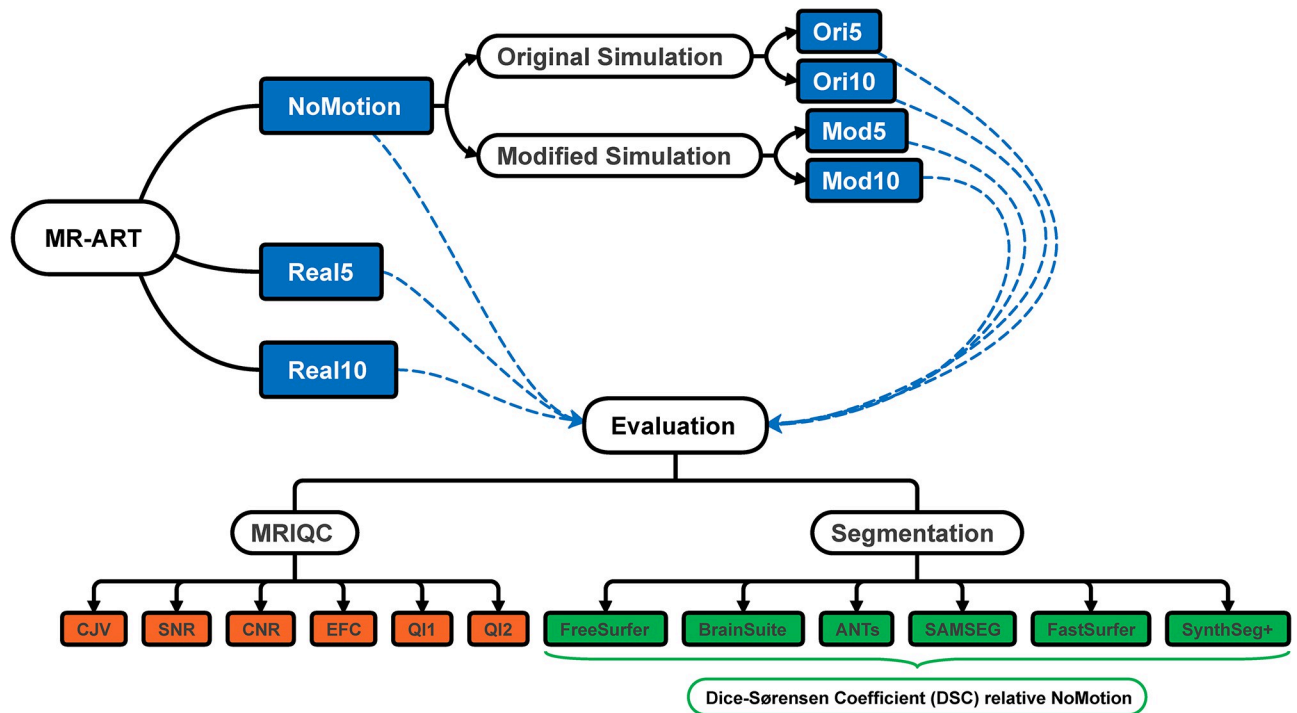 Ori5
Original Simulation
Ori10
NoMotion
Mod5
Modified Simulation
Mod10
MR-ART
Real5
Real10
Evaluation
MRIQC
Segmentation
CJV
SNR
CNR
EFC
QI1
QI2
FreeSurfer
BrainSuite
ANTs
SAMSEG
FastSurfer
SynthSeg+
Dice-Sørensen Coefficient (DSC) relative NoMotion